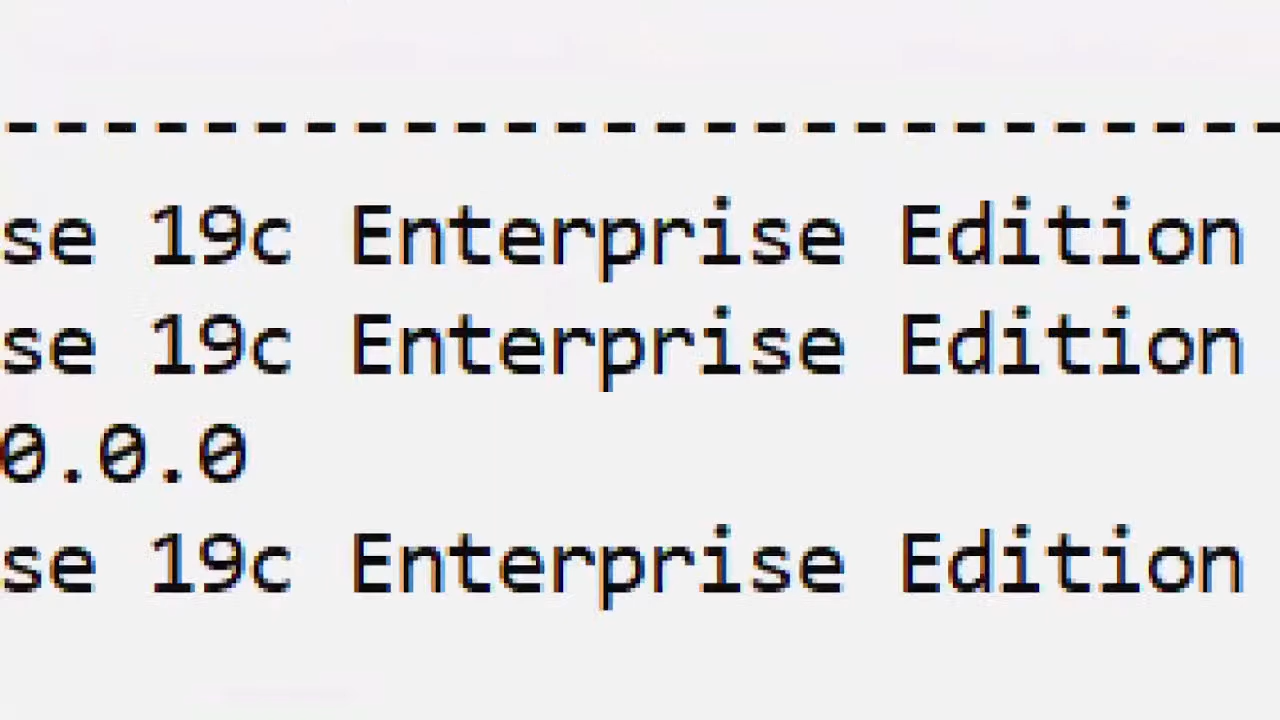 --------------------------
se 19c Enterprise Edition
se 19c Enterprise Edition
0.0.0
se 19c Enterprise Edition